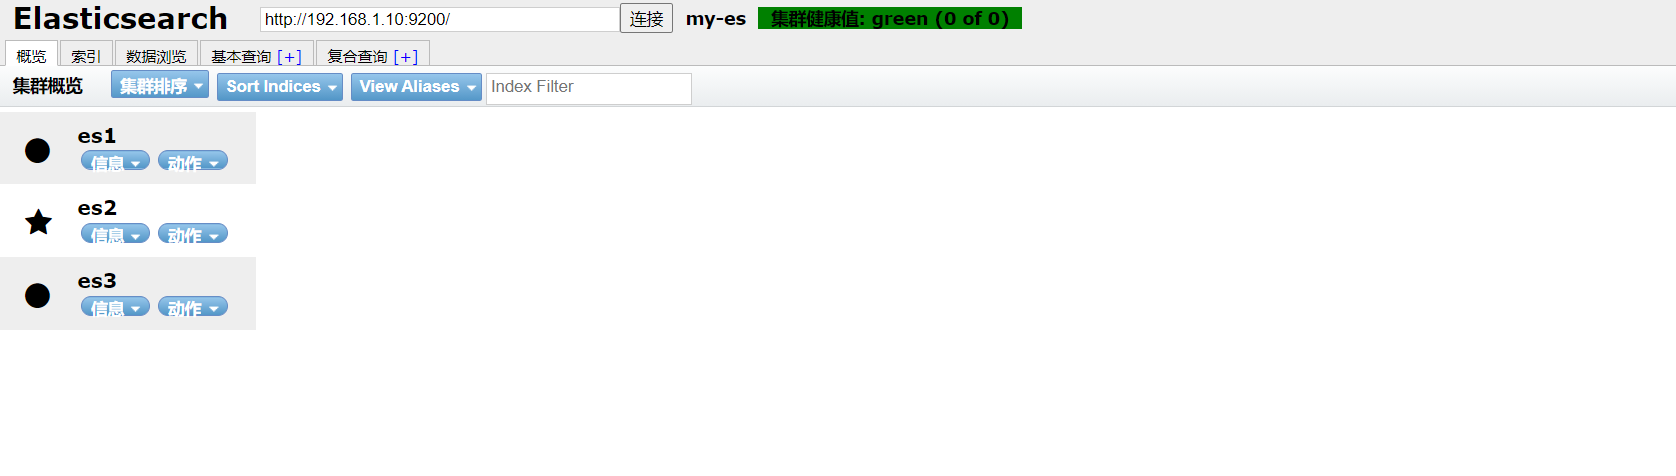 Elasticsearch http://192.168.1.10:9200/ 连接 my-es 集群健康值: green (0 of 0)
概览 索引 数据浏览 基本查询 [+] 复合查询 [+]
集群概览 集群排序 Sort Indices View Aliases Index Filter
es1
信息 动作
es2
信息 动作
es3
信息 动作